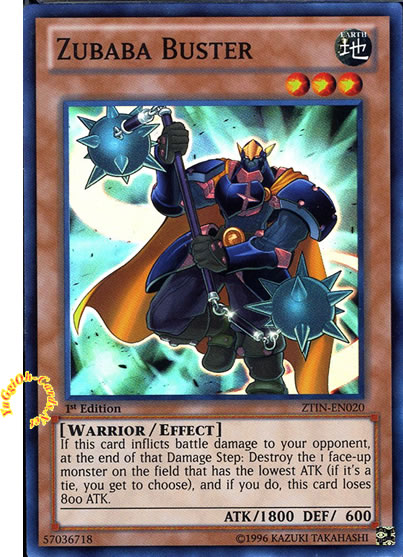 ZUBABA BUSTER
EARTH
地
1st Edition
ZTIN-EN020
[WARRIOR / EFFECT]
If this card inflicts battle damage to your opponent,
at the end of that Damage Step: Destroy the 1 face-up
monster on the field that has the lowest ATK (if it's a
tie, you get to choose), and if you do, this card loses
800 ATK.
ATK/1800 DEF/ 600
57036718
©1996 KAZUKI TAKAHASHI
YuGgiOh-Cards.Net